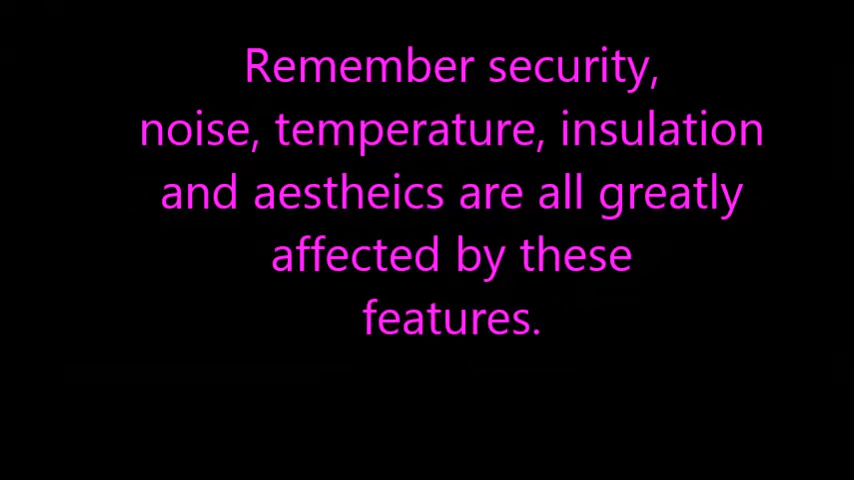 Remember security,
noise, temperature, insulation
and aestheics are all greatly
affected by these
features.